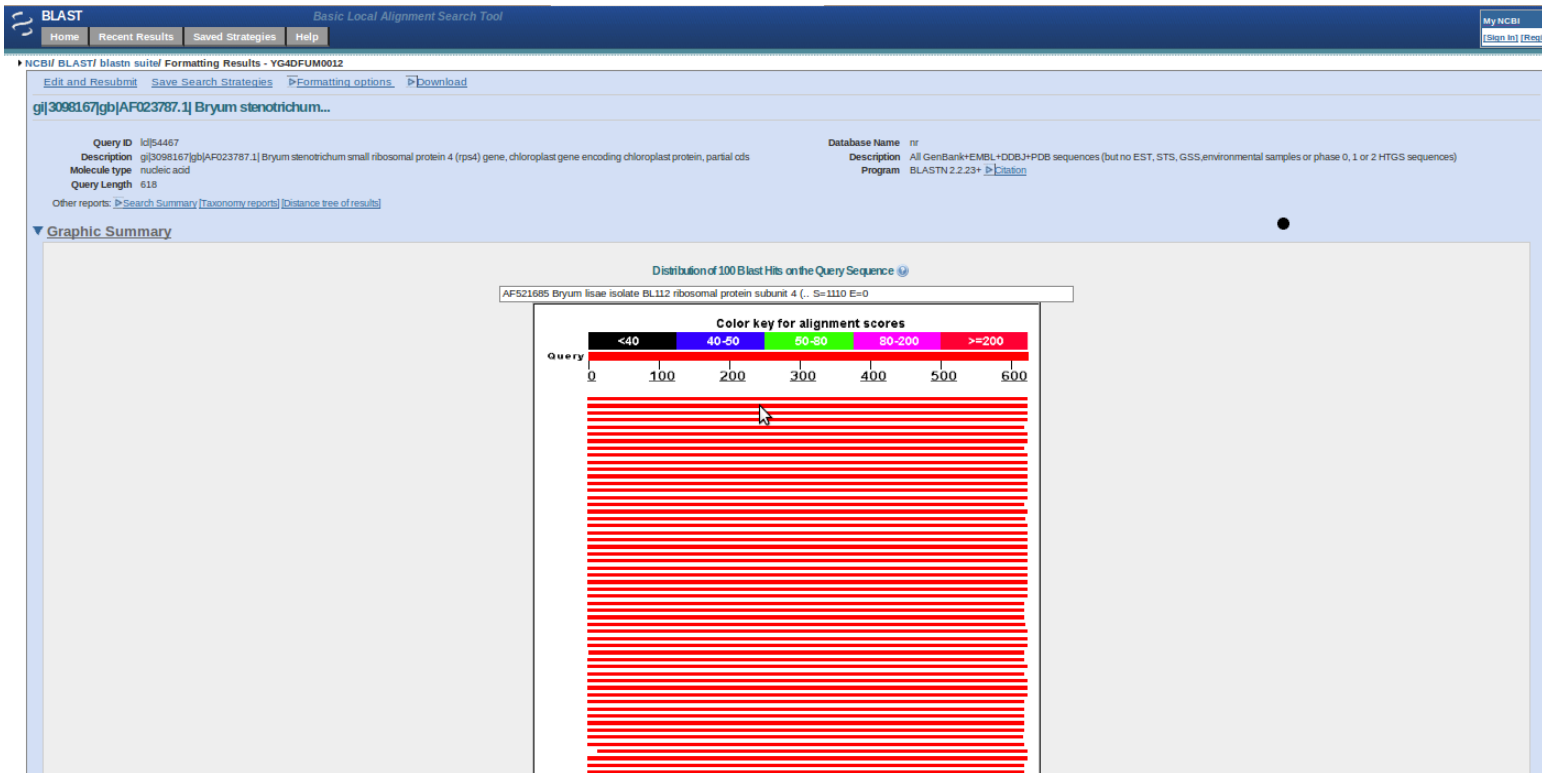 BLAST Basic Local Alignment Search Tool
My NCBI
Home Recent Results Saved Strategies Help
[Sign In] [Regi
NCBI/ BLAST/ blastn suite/ Formatting Results - YG4DFUM0012
Edit and Resubmit Save Search Strategies Formatting options Download
gi|3098167|gb|AF023787.1| Bryum stenotrichum...
Query ID lcl|54467
Description gi|3098167|gb|AF023787.1| Bryum stenotrichum small ribosomal protein 4 (rps4) gene, chloroplast gene encoding chloroplast protein, partial cds
Molecule type nucleic acid
Query Length 618
Database Name nr
Description All GenBank+EMBL+DDBJ+PDB sequences (but no EST, STS, GSS,environmental samples or phase 0, 1 or 2 HTGS sequences)
Program BLASTN 2.2.23+ Citation
Other reports: Search Summary [Taxonomy reports] [Distance tree of results]
Graphic Summary
Distribution of 100 Blast Hits on the Query Sequence
AF521685 Bryum lisae isolate BL112 ribosomal protein subunit 4 (.. S=1110 E=0
Color key for alignment scores
<40 40-50 50-80 80-200 >=200
Query
0 100 200 300 400 500 600